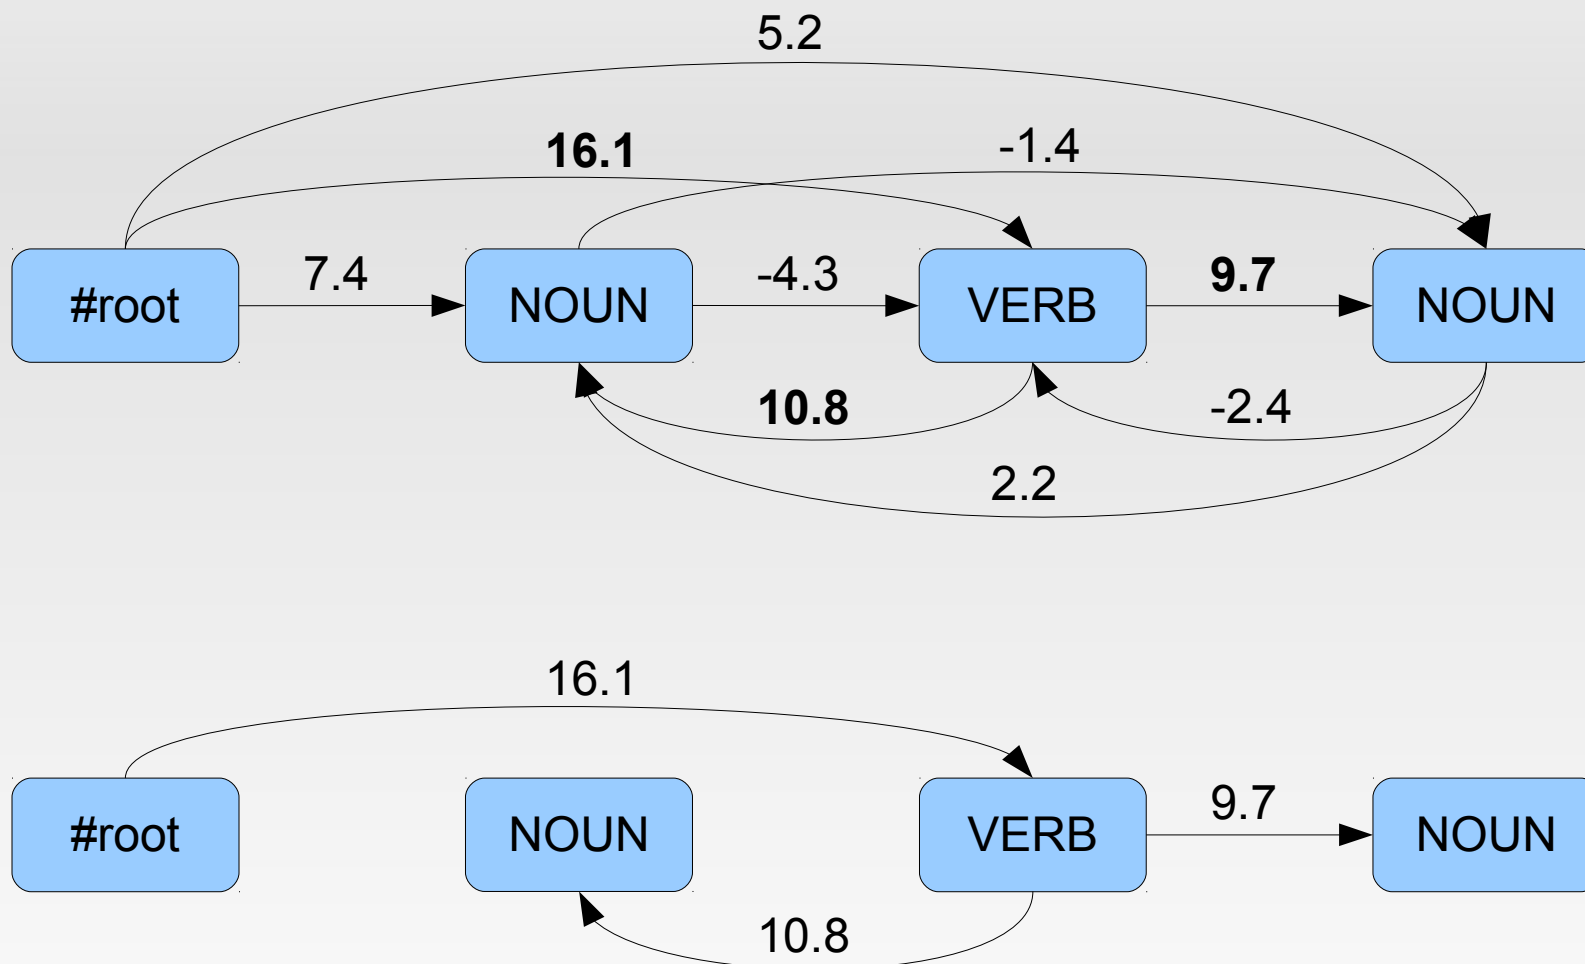 5.2
16.1 -1.4
7.4 -4.3 9.7
#root NOUN VERB NOUN
10.8 -2.4
2.2
16.1
9.7
#root NOUN VERB NOUN
10.8